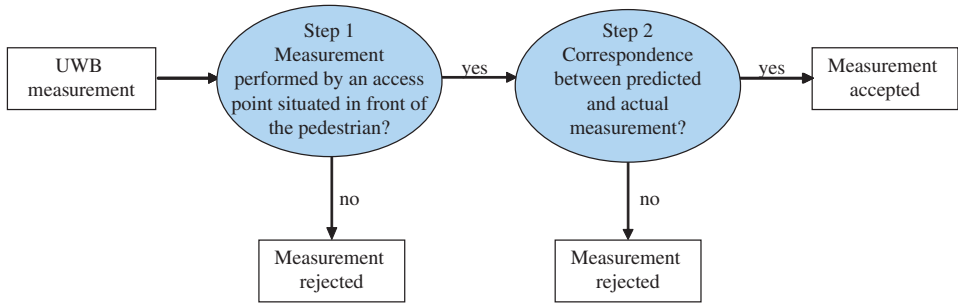 UWB
measurement
Step 1
Measurement
performed by an access
point situated in front of
the pedestrian?
yes
Step 2
Correspondence
between predicted
and actual
measurement?
yes
Measurement
accepted
no
Measurement
rejected
no
Measurement
rejected